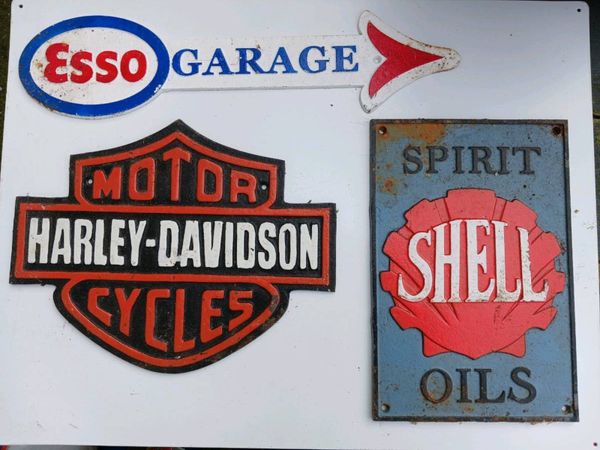 Esso GARAGE
MOTOR
HARLEY-DAVIDSON
CYCLES
SPIRIT
SHELL
OILS